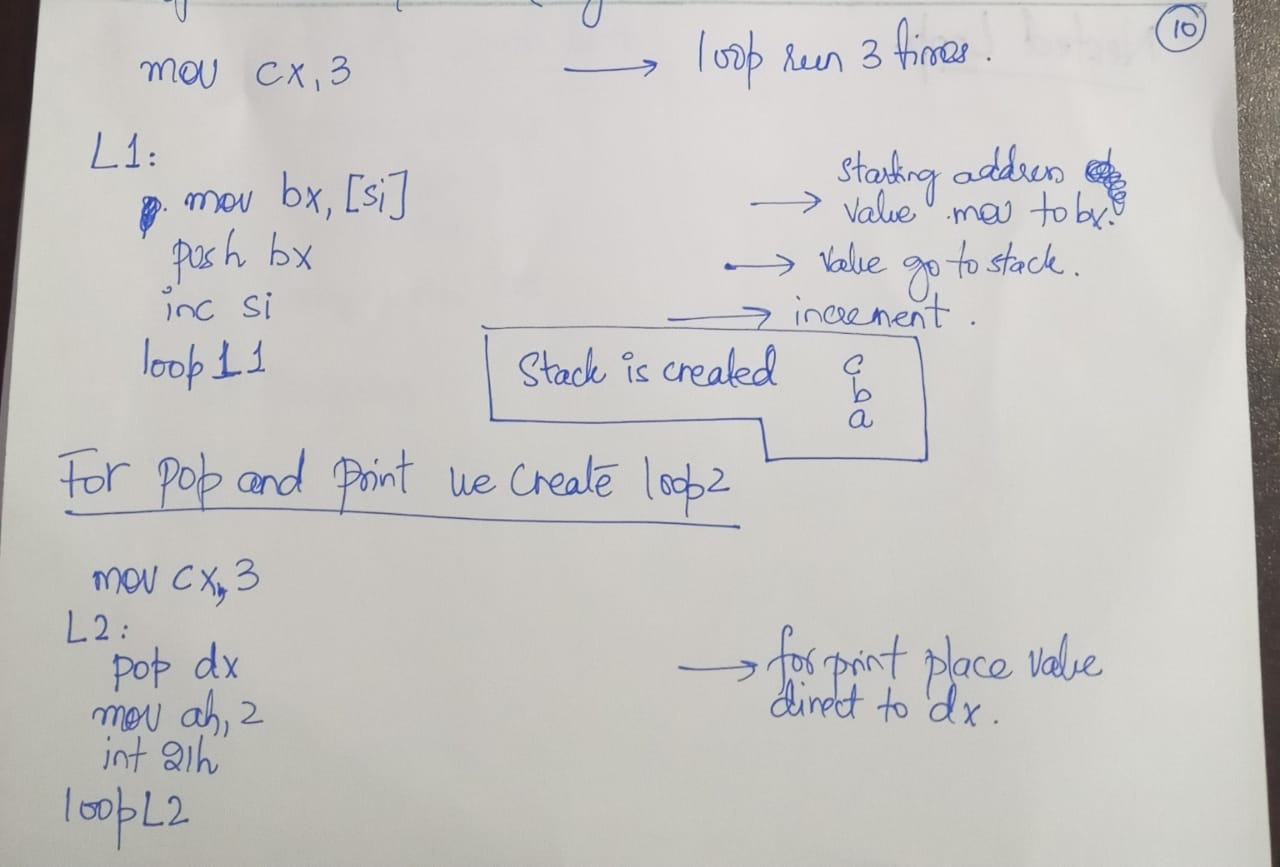 10
mov cx, 3 → loop run 3 times.
L1:
mov bx, [si] → starting address
value mov to bx.
push bx → value go to stack.
inc si → increment.
loop L1
Stack is created c
b
a
For pop and print we create loop2
mov cx, 3
L2:
pop dx → for print place value
mov ah, 2 direct to dx.
int 21h
loop L2